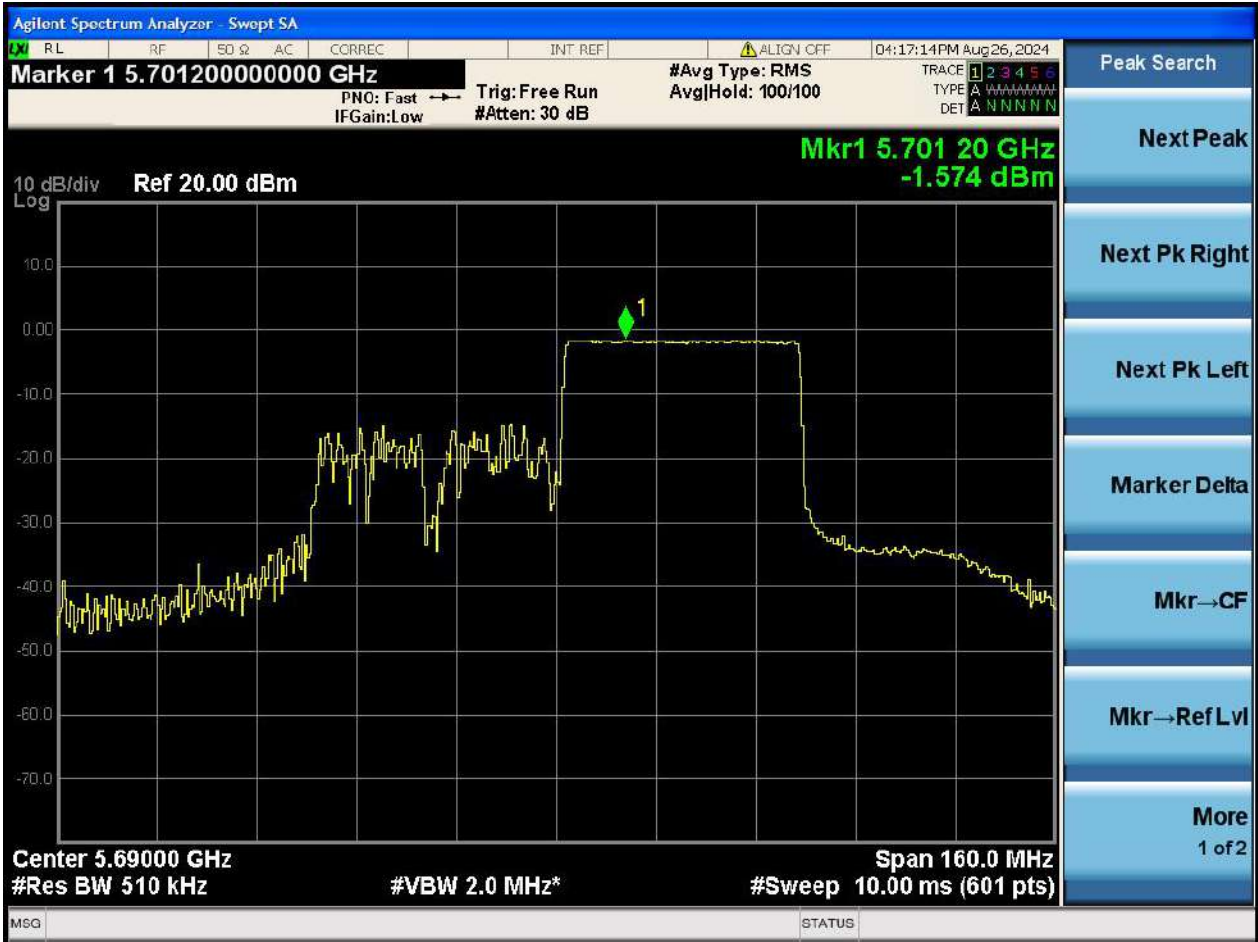 Agilent Spectrum Analyzer - Swept SA
LXI RL RF 50 Ω AC CORREC INT REF ALIGN OFF 04:17:14PM Aug26, 2024
Marker 1 5.701200000000 GHz
PNO: Fast
IFGain:Low
Trig: Free Run
#Atten: 30 dB
#Avg Type: RMS
Avg|Hold: 100/100
TRACE 1 2 3 4 5 6
TYPE A WWWWW
DET A N N N N N
Mkr1 5.701 20 GHz
-1.574 dBm
10 dB/div Ref 20.00 dBm
Log
10.0
0.00
-10.0
-20.0
-30.0
-40.0
-50.0
-60.0
-70.0
1
Center 5.69000 GHz
Span 160.0 MHz
#Res BW 510 kHz
#VBW 2.0 MHz*
#Sweep 10.00 ms (601 pts)
MSG
STATUS
Peak Search
Next Peak
Next Pk Right
Next Pk Left
Marker Delta
Mkr→CF
Mkr→Ref Lvl
More
1 of 2